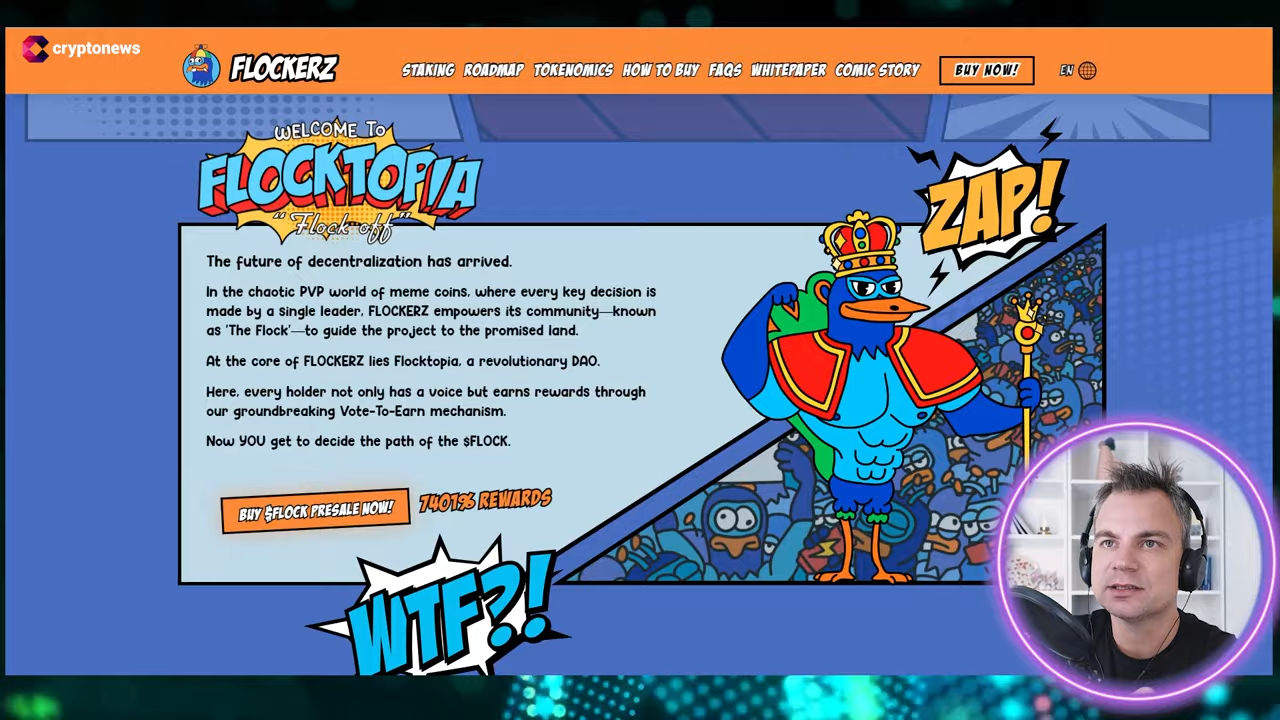 cryptonews
FLOCKERZ
STAKING ROADMAP TOKENOMICS HOW TO BUY FAQS WHITEPAPER COMIC STORY
BUY NOW!
EN
WELCOME TO
FLOCKTOPIA
"Flock off"
ZAP!
The future of decentralization has arrived.
In the chaotic PVP world of meme coins, where every key decision is
made by a single leader, FLOCKERZ empowers its community—known
as 'The Flock'—to guide the project to the promised land.
At the core of FLOCKERZ lies Flocktopia, a revolutionary DAO.
Here, every holder not only has a voice but earns rewards through
our groundbreaking Vote-To-Earn mechanism.
Now YOU get to decide the path of the $FLOCK.
BUY $FLOCK PRESALE NOW!
7401% REWARDS
WTF?!